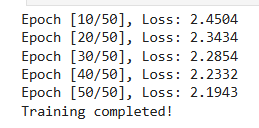 Epoch [10/50], Loss: 2.4504
Epoch [20/50], Loss: 2.3434
Epoch [30/50], Loss: 2.2854
Epoch [40/50], Loss: 2.2332
Epoch [50/50], Loss: 2.1943
Training completed!